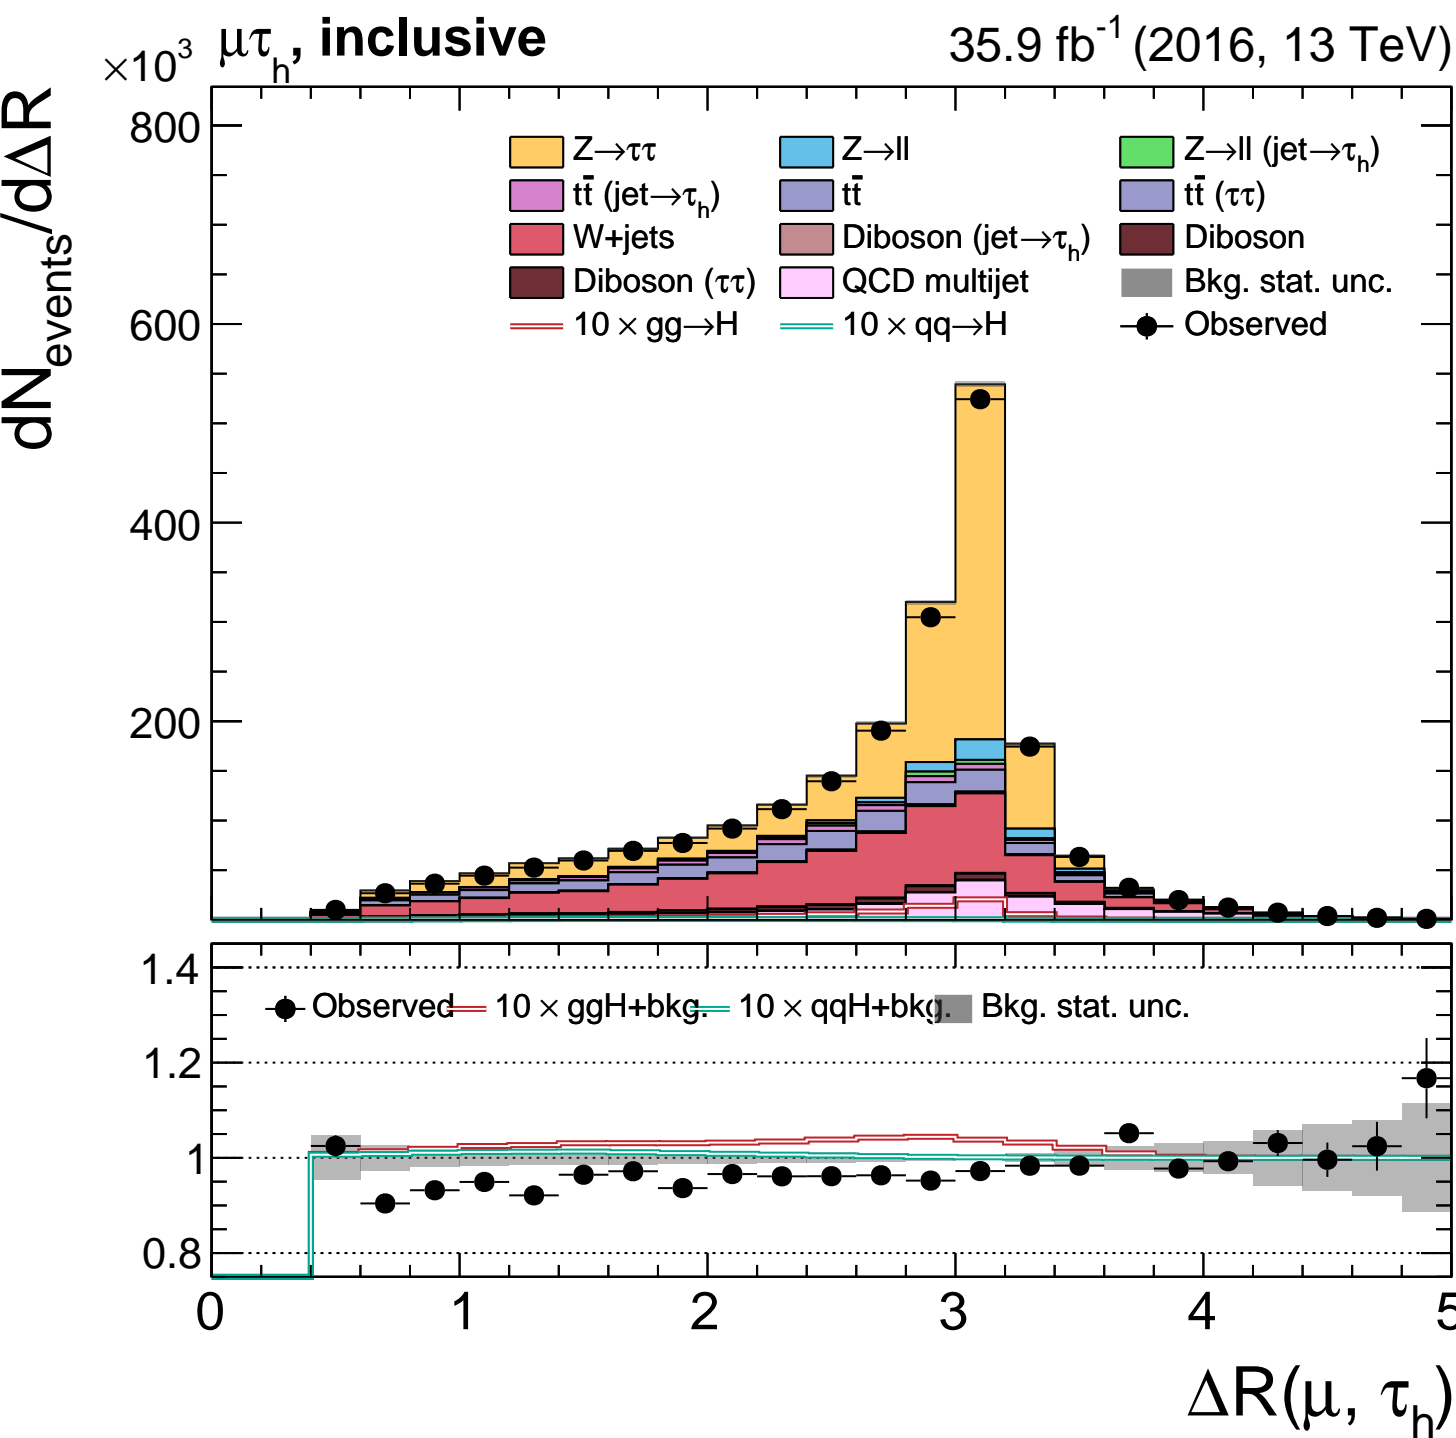 μτh, inclusive 35.9 fb-1 (2016, 13 TeV)
×103
dNevents/dΔR
800
600
400
200
Z→ττ Z→ll Z→ll (jet→τh)
tt̄ (jet→τh) tt̄ tt̄ (ττ)
W+jets Diboson (jet→τh) Diboson
Diboson (ττ) QCD multijet Bkg. stat. unc.
10 × gg→H 10 × qq→H Observed
1.4
1.2
1
0.8
Observed 10 × ggH+bkg. 10 × qqH+bkg. Bkg. stat. unc.
0 1 2 3 4 5
ΔR(μ, τh)